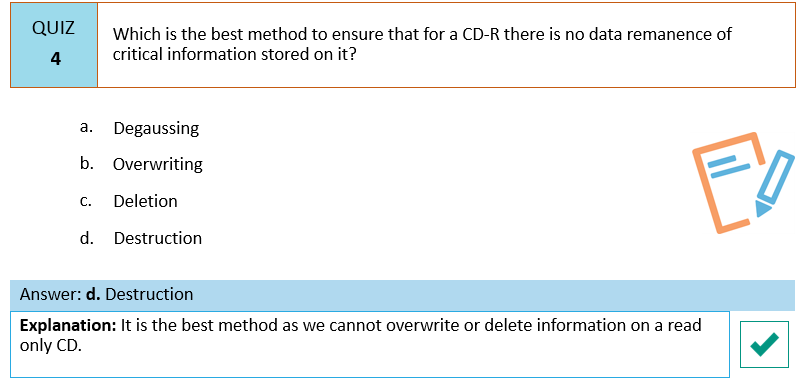 QUIZ
4
Which is the best method to ensure that for a CD-R there is no data remanence of
critical information stored on it?
a. Degaussing
b. Overwriting
c. Deletion
d. Destruction
Answer: d. Destruction
Explanation: It is the best method as we cannot overwrite or delete information on a read
only CD.